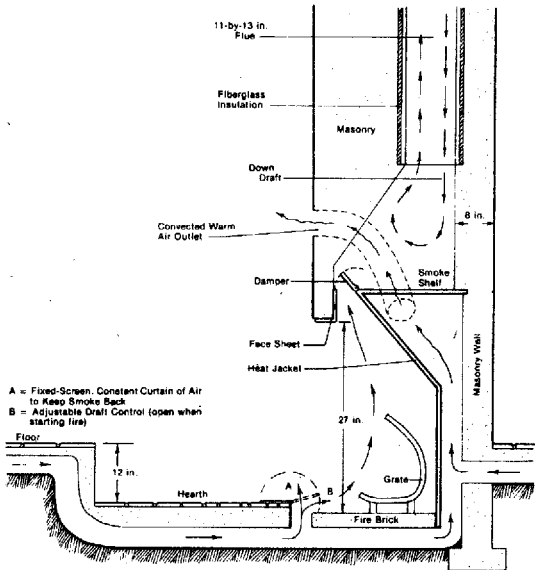 11-by-13 in.
Flue
Fiberglass
Insulation
Masonry
Down
Draft
8 in.
Convected Warm
Air Outlet
Smoke
Shelf
Damper
Face Sheet
Heat Jacket
Masonry Wall
A = Fixed-Screen, Constant Curtain of Air
to Keep Smoke Back
B = Adjustable Draft Control (open when
starting fire)
27 in.
Floor
12 in.
A
B
Grate
Hearth
Fire Brick